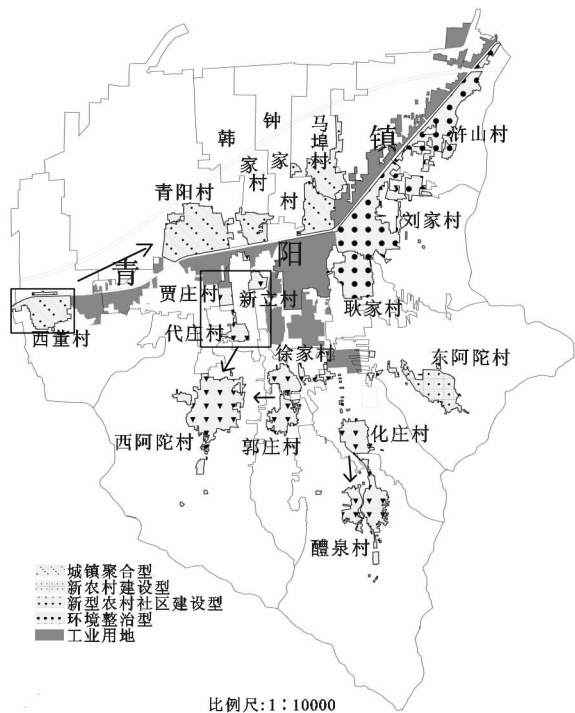 韩家村
钟家村
马埠村
青阳镇
浒山村
青阳村
刘家村
贾庄村
新立村
耿家村
西董村
代庄村
徐家村
东阿陀村
西阿陀村
郭庄村
化庄村
醴泉村
城镇聚合型
新农村建设型
新型农村社区建设型
环境整治型
工业用地
比例尺:1：10000